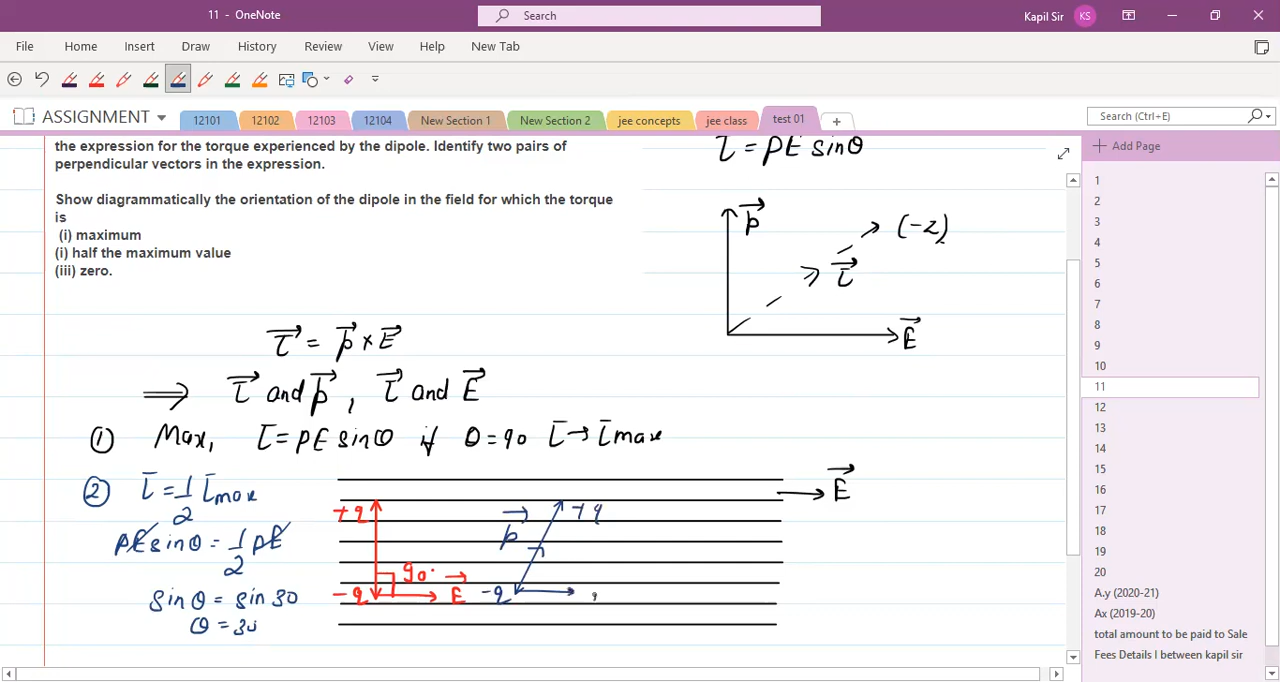 11 - OneNote
Search
Kapil Sir KS
File Home Insert Draw History Review View Help New Tab
ASSIGNMENT 12101 12102 12103 12104 New Section 1 New Section 2 jee concepts jee class test 01 +
Search (Ctrl+E)
Add Page
the expression for the torque experienced by the dipole. Identify two pairs of
perpendicular vectors in the expression.
Show diagrammatically the orientation of the dipole in the field for which the torque
is
(i) maximum
(i) half the maximum value
(iii) zero.
τ = PE sinθ
p⃗
(-z)
τ⃗
E⃗
τ⃗ = p⃗ × E⃗
⟹ τ⃗ and p⃗, τ⃗ and E⃗
① Max, τ = PE sinθ if θ = 90 τ → τmax
② τ = 1/2 τmax
PE sinθ = 1/2 PE
sinθ = sin 30
θ = 30
E⃗
+q
90°
-q
E⃗
p⃗
+q
-q
1
2
3
4
5
6
7
8
9
10
11
12
13
14
15
16
17
18
19
20
A.y (2020-21)
Ax (2019-20)
total amount to be paid to Sale
Fees Details I between kapil sir